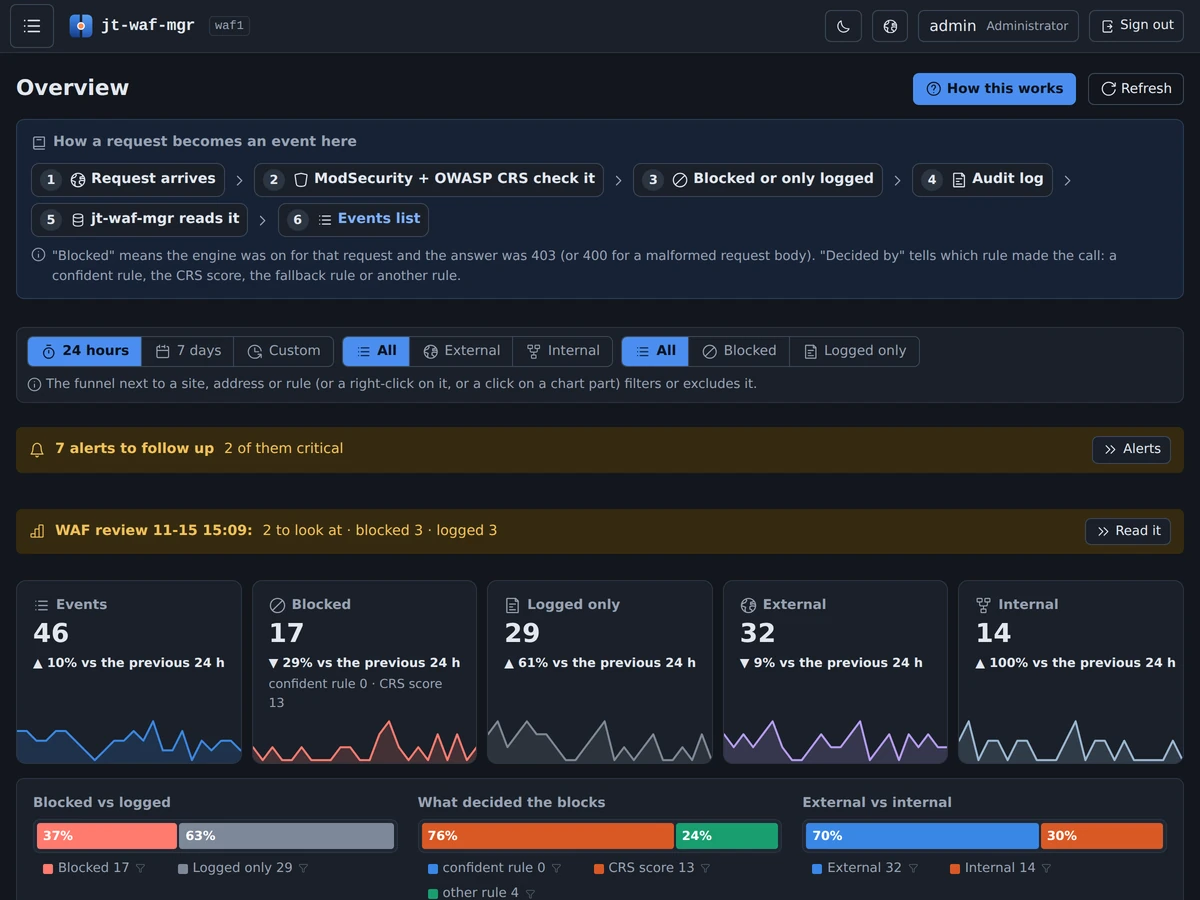 jt-waf-mgr waf1 admin Administrator Sign out
Overview How this works Refresh
How a request becomes an event here
1 Request arrives 2 ModSecurity + OWASP CRS check it 3 Blocked or only logged 4 Audit log
5 jt-waf-mgr reads it 6 Events list
"Blocked" means the engine was on for that request and the answer was 403 (or 400 for a malformed request body). "Decided by" tells which rule made the call: a
confident rule, the CRS score, the fallback rule or another rule.
24 hours 7 days Custom All External Internal All Blocked Logged only
The funnel next to a site, address or rule (or a right-click on it, or a click on a chart part) filters or excludes it.
7 alerts to follow up 2 of them critical Alerts
WAF review 11-15 15:09: 2 to look at · blocked 3 · logged 3 Read it
Events
46
▲ 10% vs the previous 24 h
Blocked
17
▼ 29% vs the previous 24 h
confident rule 0 · CRS score
13
Logged only
29
▲ 61% vs the previous 24 h
External
32
▼ 9% vs the previous 24 h
Internal
14
▲ 100% vs the previous 24 h
Blocked vs logged
37% 63%
Blocked 17 Logged only 29
What decided the blocks
76% 24%
confident rule 0 CRS score 13
other rule 4
External vs internal
70% 30%
External 32 Internal 14